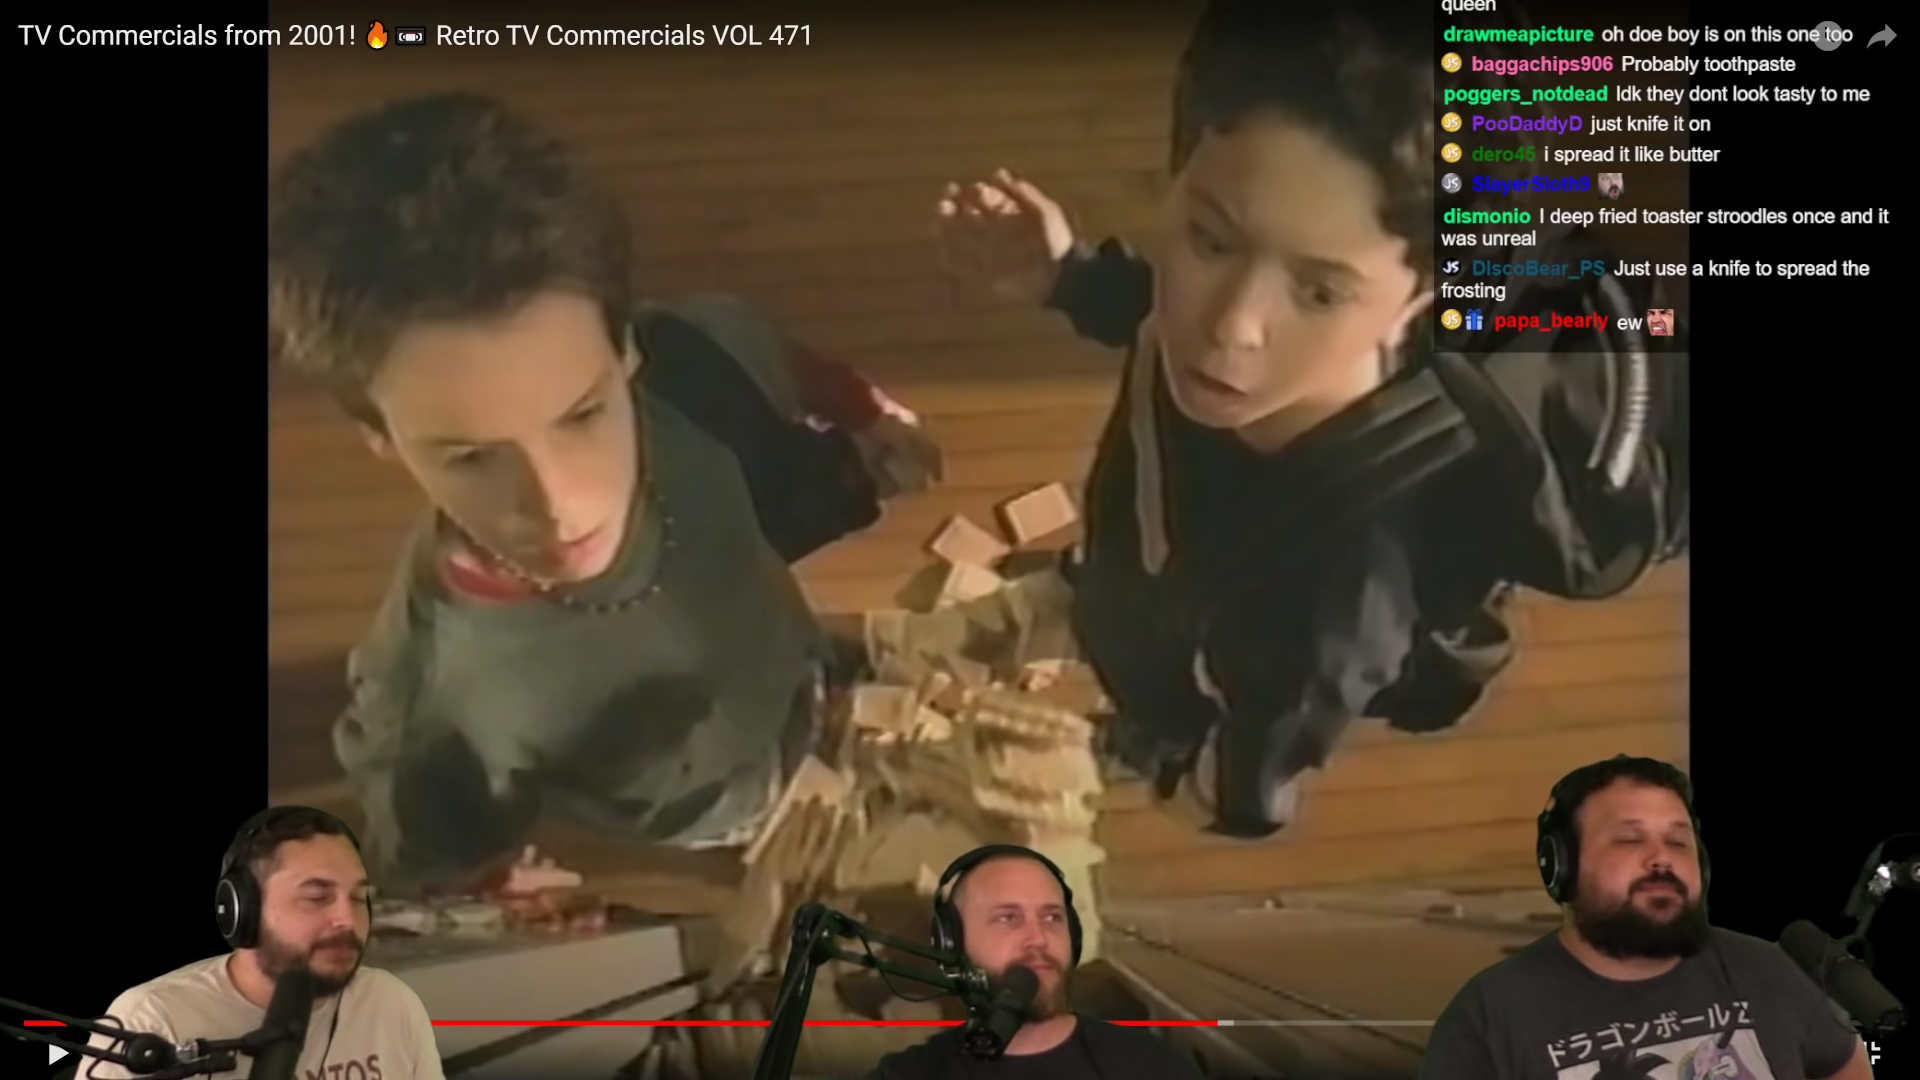 TV Commercials from 2001! 🔥📼 Retro TV Commercials VOL 471
queen
drawmeapicture oh doe boy is on this one too
baggachips906 Probably toothpaste
poggers_notdead Idk they dont look tasty to me
PooDaddyD just knife it on
dero45 i spread it like butter
SlayerSloth9
dismonio I deep fried toaster stroodles once and it
was unreal
DIscoBear_PS Just use a knife to spread the
frosting
papa_bearly ew
ドラゴンボールZ